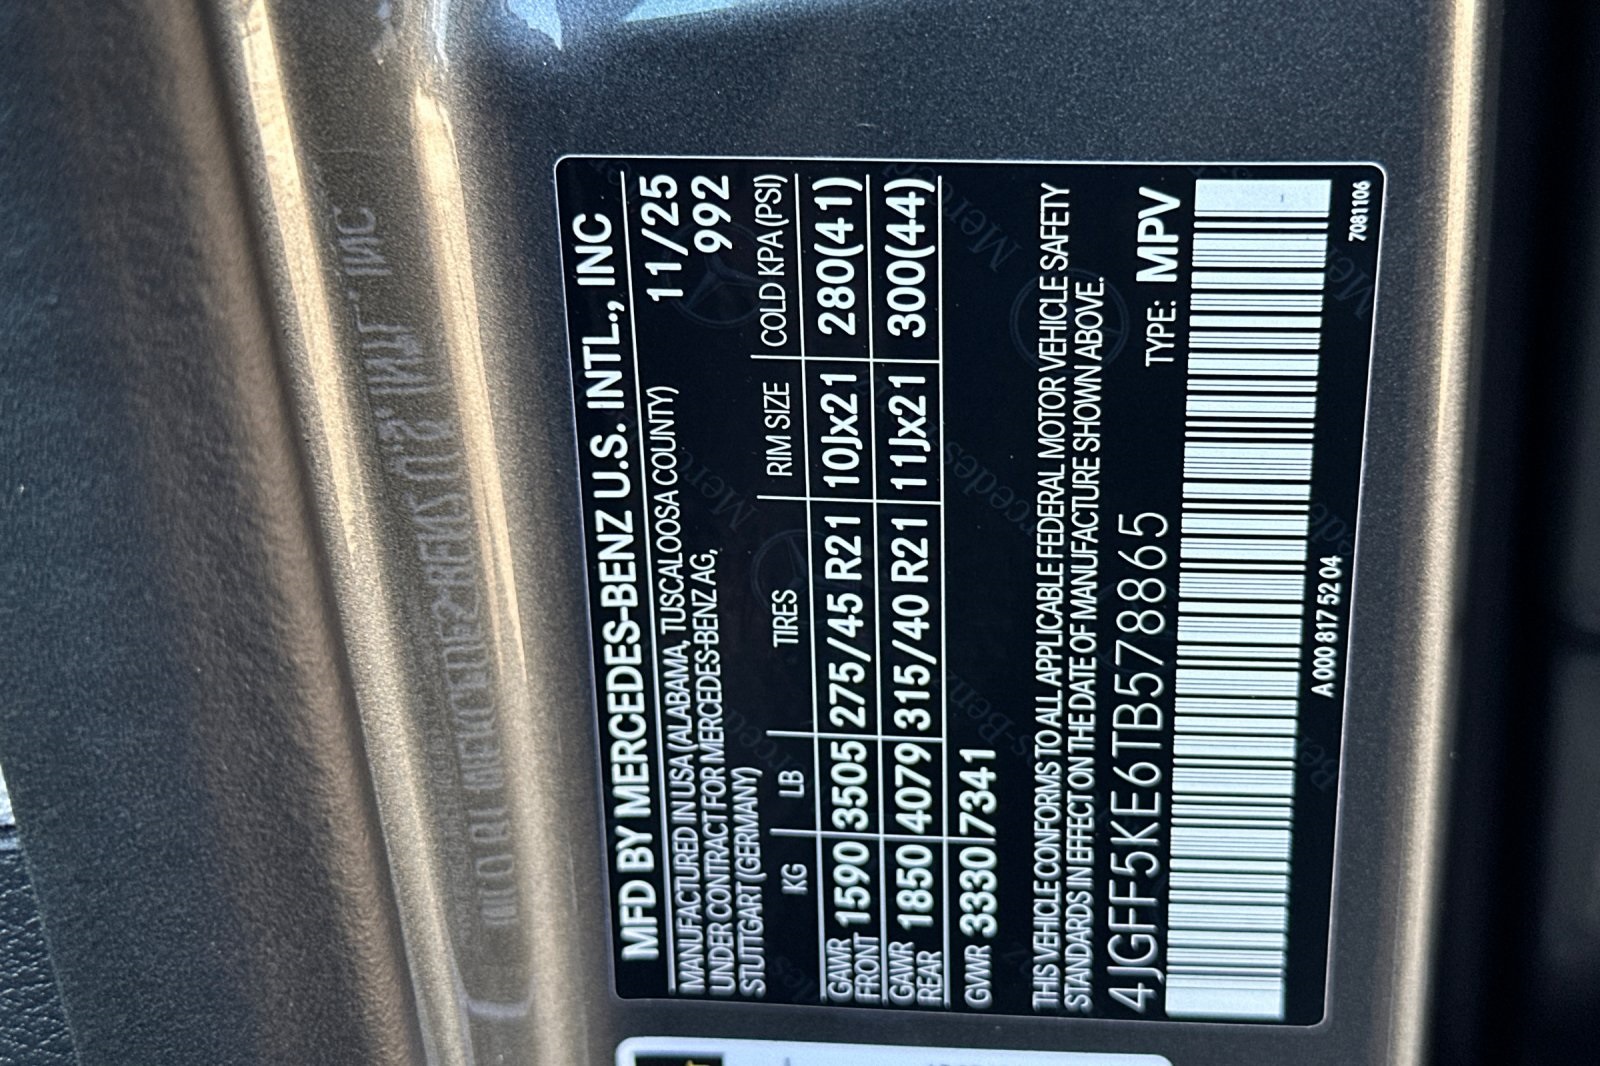 MFD BY MERCEDES-BENZ U.S. INTL., INC
MANUFACTURED IN USA (ALABAMA, TUSCALOOSA COUNTY) 11/25
UNDER CONTRACT FOR MERCEDES-BENZ AG, 992
STUTTGART (GERMANY)
KG LB TIRES RIM SIZE COLD KPA (PSI)
GAWR FRONT 1590 3505 275/45 R21 10Jx21 280(41)
GAWR REAR 1850 4079 315/40 R21 11Jx21 300(44)
GVWR 3330 7341
THIS VEHICLE CONFORMS TO ALL APPLICABLE FEDERAL MOTOR VEHICLE SAFETY
STANDARDS IN EFFECT ON THE DATE OF MANUFACTURE SHOWN ABOVE.
4JGFF5KE6TB578865 TYPE: MPV
A 000 817 52 04 7081106